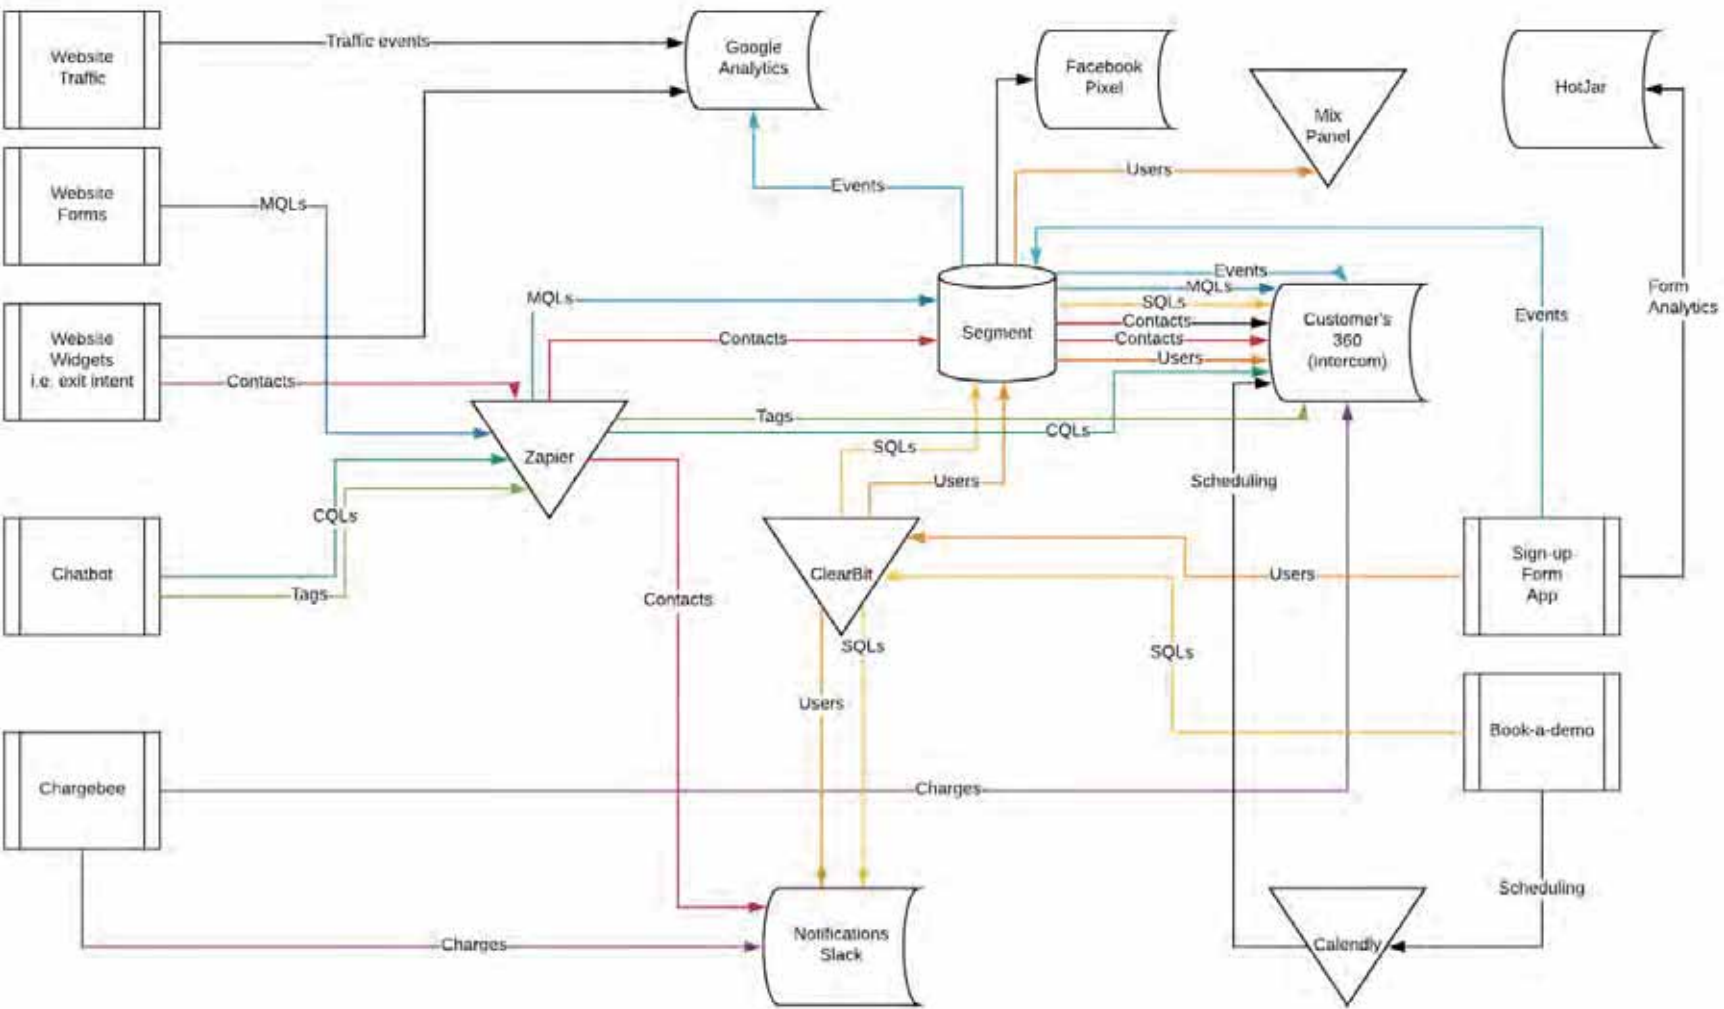 Website
Traffic
Traffic events
Google
Analytics
Facebook
Pixel
Mix
Panel
HotJar
Website
Forms
MQLs
Events
Users
Website
Widgets
i.e. exit intent
Contacts
MQLs
Contacts
Segment
Events
MQLs
SQLs
Contacts
Contacts
Users
Customer's
360
(intercom)
Events
Form
Analytics
Zapier
Tags
CQLs
SQLs
Users
Scheduling
Chatbot
CQLs
Tags
Contacts
ClearBit
SQLs
Users
Users
SQLs
Sign-up
Form
App
Book-a-demo
Chargebee
Charges
Charges
Notifications
Slack
Calendly
Scheduling